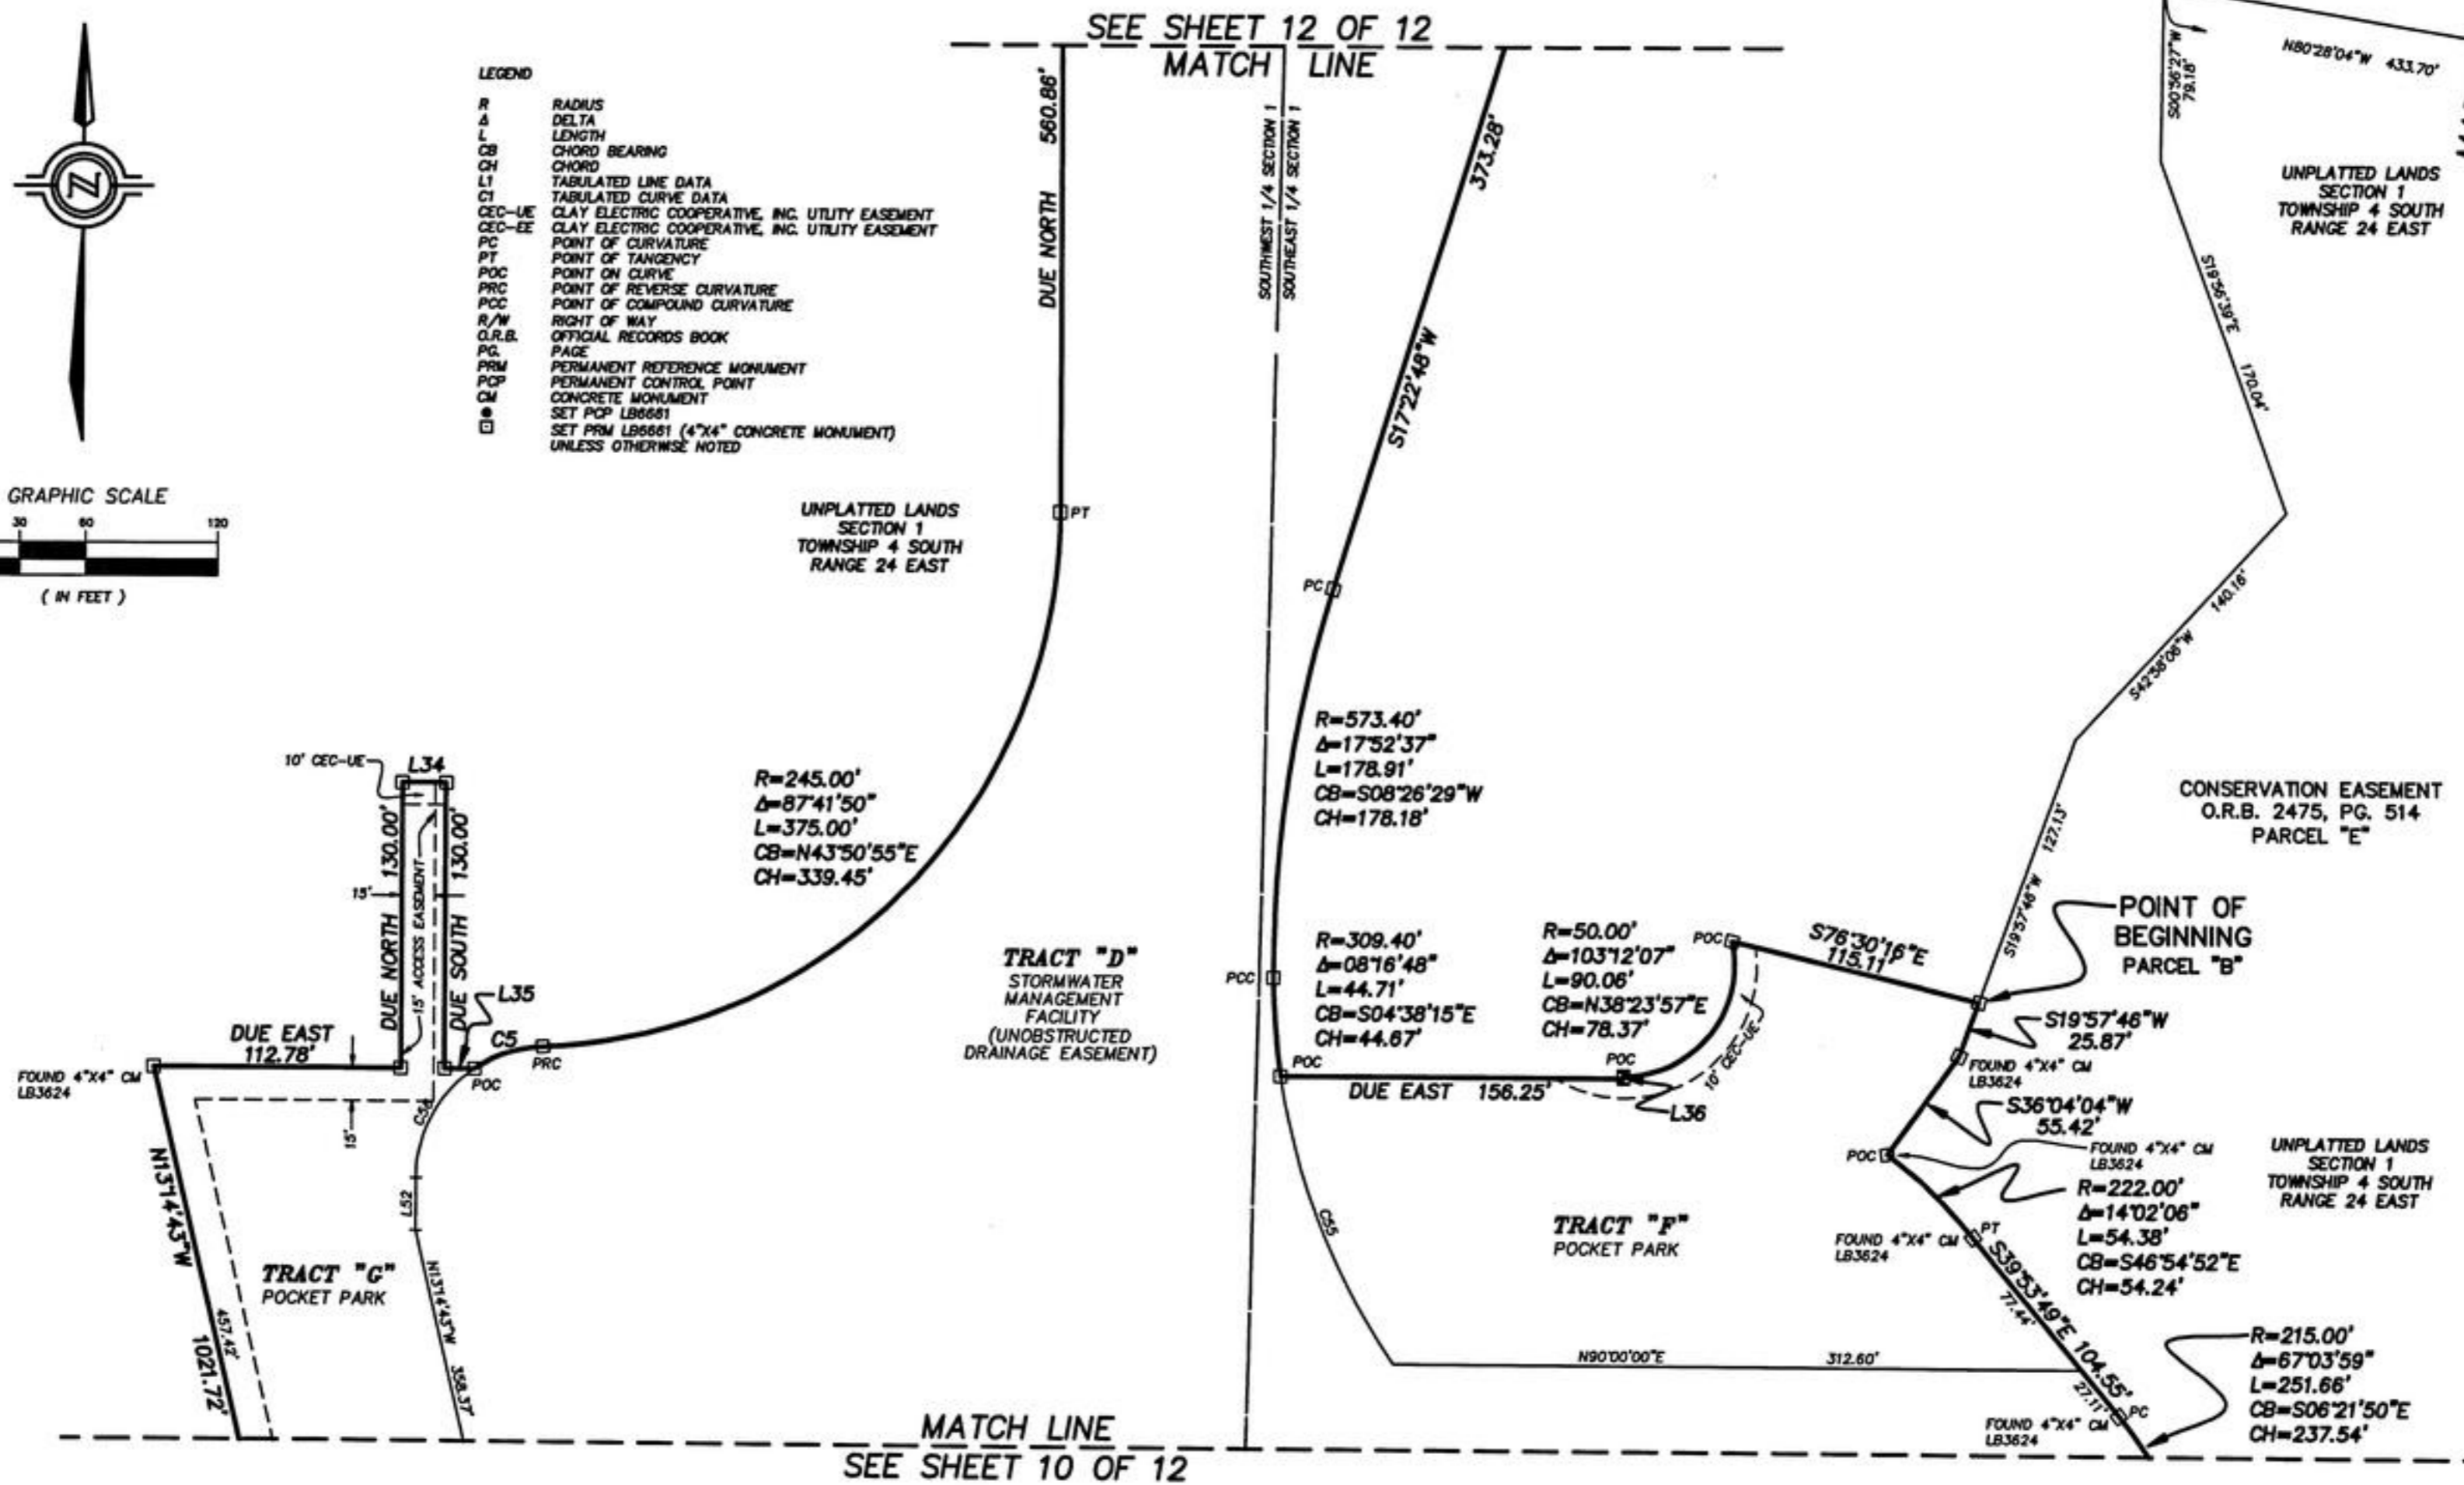 SEE SHEET 12 OF 12
MATCH LINE
LEGEND
R RADIUS
Δ DELTA
L LENGTH
CB CHORD BEARING
CH CHORD
L1 TABULATED LINE DATA
C1 TABULATED CURVE DATA
CEC-UE CLAY ELECTRIC COOPERATIVE, INC. UTILITY EASEMENT
CEC-EE CLAY ELECTRIC COOPERATIVE, INC. UTILITY EASEMENT
PC POINT OF CURVATURE
PT POINT OF TANGENCY
POC POINT ON CURVE
PRC POINT OF REVERSE CURVATURE
PCC POINT OF COMPOUND CURVATURE
R/W RIGHT OF WAY
O.R.B. OFFICIAL RECORDS BOOK
PG. PAGE
PRM PERMANENT REFERENCE MONUMENT
PCP PERMANENT CONTROL POINT
CM CONCRETE MONUMENT
SET PCP LB6661
SET PRM LB6661 (4"X4" CONCRETE MONUMENT)
UNLESS OTHERWISE NOTED
N
GRAPHIC SCALE
30 60 120
( IN FEET )
DUE NORTH 560.86'
SOUTHWEST 1/4 SECTION 1
SOUTHEAST 1/4 SECTION 1
373.28'
S17°22'48"W
S00°56'27"W
79.18'
N80°28'04"W 433.70'
UNPLATTED LANDS
SECTION 1
TOWNSHIP 4 SOUTH
RANGE 24 EAST
S19°56'39"E 170.04'
UNPLATTED LANDS
SECTION 1
TOWNSHIP 4 SOUTH
RANGE 24 EAST
PT
PC
140.16'
S42°58'06"W
R=573.40'
Δ=17°52'37"
L=178.91'
CB=S08°26'29"W
CH=178.18'
10' CEC-UE
L34
R=245.00'
Δ=87°41'50"
L=375.00'
CB=N43°50'55"E
CH=339.45'
DUE NORTH 130.00'
15'
15' ACCESS EASEMENT
DUE SOUTH 130.00'
CONSERVATION EASEMENT
O.R.B. 2475, PG. 514
PARCEL "E"
127.13'
S19°57'46"W
POINT OF
BEGINNING
PARCEL "B"
R=309.40'
Δ=08°16'48"
L=44.71'
CB=S04°38'15"E
CH=44.67'
R=50.00'
Δ=103°12'07"
L=90.06'
CB=N38°23'57"E
CH=78.37'
POC
S76°30'16"E
115.11'
TRACT "D"
STORMWATER
MANAGEMENT
FACILITY
(UNOBSTRUCTED
DRAINAGE EASEMENT)
PCC
L35
DUE EAST
112.78'
C5
PRC
POC
FOUND 4"X4" CM
LB3624
S19°57'46"W
25.87'
FOUND 4"X4" CM
LB3624
POC
POC
10' CEC-UE
DUE EAST 156.25'
L36
S36°04'04"W
55.42'
C56
15'
POC
FOUND 4"X4" CM
LB3624
UNPLATTED LANDS
SECTION 1
TOWNSHIP 4 SOUTH
RANGE 24 EAST
R=222.00'
Δ=14°02'06"
L=54.38'
CB=S46°54'52"E
CH=54.24'
L52
C55
N13°14'43"W
TRACT "F"
POCKET PARK
FOUND 4"X4" CM
LB3624
PT
TRACT "G"
POCKET PARK
N13°14'43"W 358.37'
457.42'
1021.72'
S39°53'49"E 104.55'
77.44'
27.11'
N90°00'00"E 312.60'
R=215.00'
Δ=67°03'59"
L=251.66'
CB=S06°21'50"E
CH=237.54'
PC
FOUND 4"X4" CM
LB3624
MATCH LINE
SEE SHEET 10 OF 12